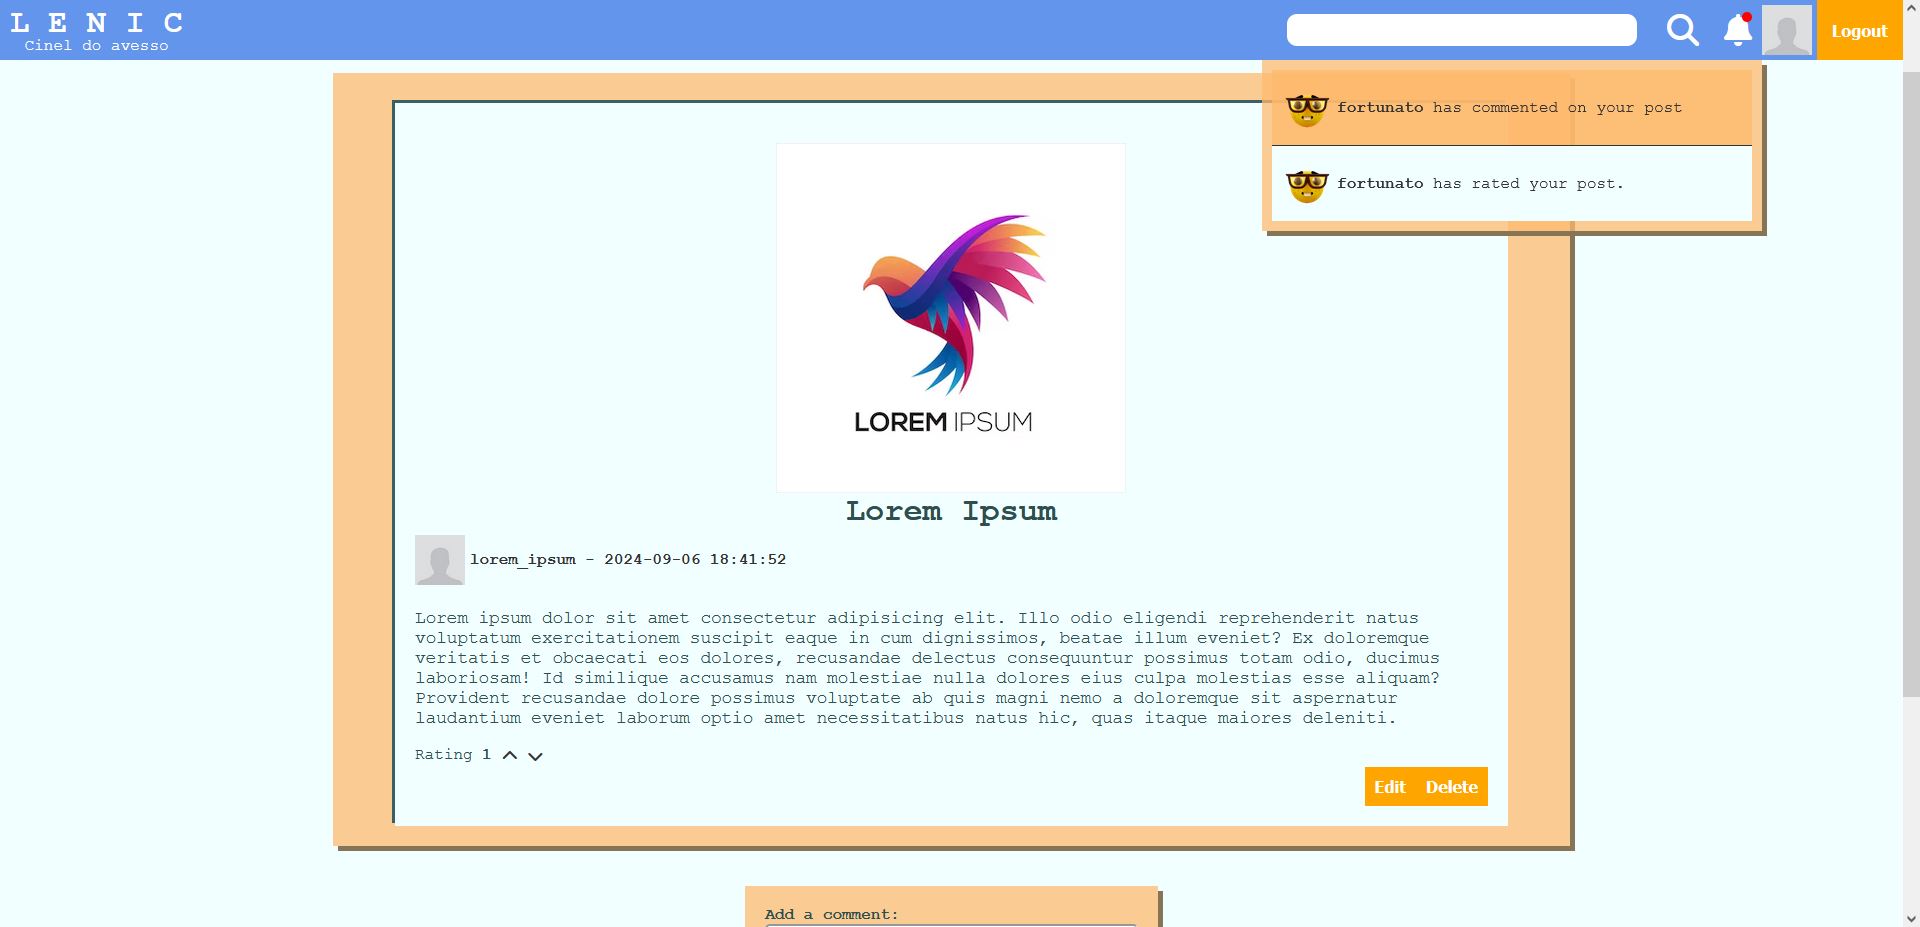 L E N I C
Cinel do avesso
Logout
fortunato has commented on your post
fortunato has rated your post.
LOREM IPSUM
Lorem Ipsum
lorem_ipsum - 2024-09-06 18:41:52
Lorem ipsum dolor sit amet consectetur adipisicing elit. Illo odio eligendi reprehenderit natus
voluptatum exercitationem suscipit eaque in cum dignissimos, beatae illum eveniet? Ex doloremque
veritatis et obcaecati eos dolores, recusandae delectus consequuntur possimus totam odio, ducimus
laboriosam! Id similique accusamus nam molestiae nulla dolores eius culpa molestias esse aliquam?
Provident recusandae dolore possimus voluptate ab quis magni nemo a doloremque sit aspernatur
laudantium eveniet laborum optio amet necessitatibus natus hic, quas itaque maiores deleniti.
Rating 1
Edit Delete
Add a comment: